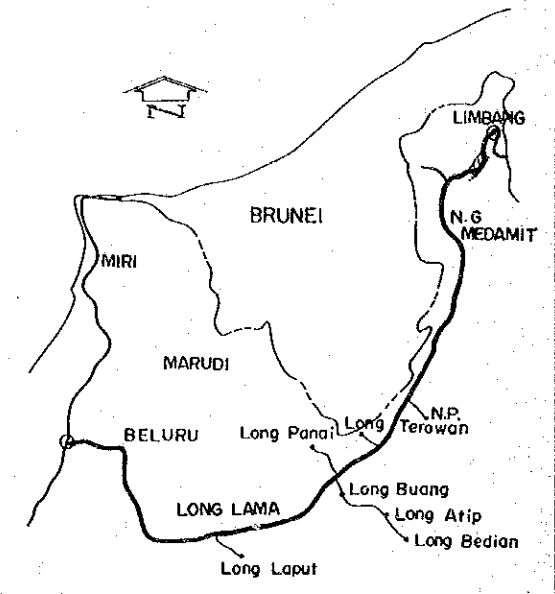 N
LIMBANG
BRUNEI
N.G
MEDAMIT
MIRI
MARUDI
N.P.
Long Terowan
BELURU
Long Panai
Long Buang
LONG LAMA
Long Atip
Long Bedian
Long Laput